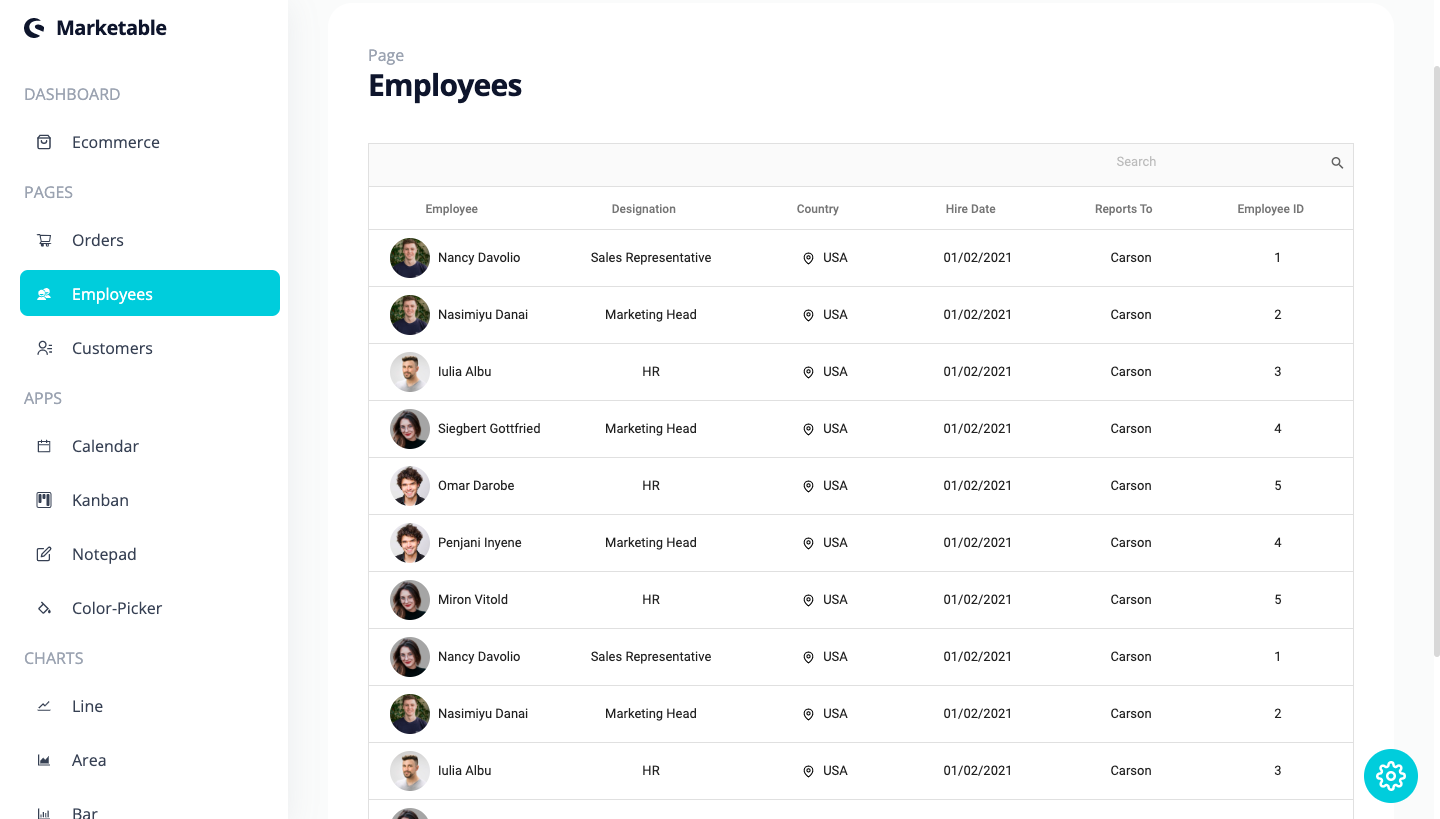 Marketable
DASHBOARD
Ecommerce
PAGES
Orders
Employees
Customers
APPS
Calendar
Kanban
Notepad
Color-Picker
CHARTS
Line
Area
Bar
Page
Employees
Search
Employee Designation Country Hire Date Reports To Employee ID
Nancy Davolio Sales Representative USA 01/02/2021 Carson 1
Nasimiyu Danai Marketing Head USA 01/02/2021 Carson 2
Iulia Albu HR USA 01/02/2021 Carson 3
Siegbert Gottfried Marketing Head USA 01/02/2021 Carson 4
Omar Darobe HR USA 01/02/2021 Carson 5
Penjani Inyene Marketing Head USA 01/02/2021 Carson 4
Miron Vitold HR USA 01/02/2021 Carson 5
Nancy Davolio Sales Representative USA 01/02/2021 Carson 1
Nasimiyu Danai Marketing Head USA 01/02/2021 Carson 2
Iulia Albu HR USA 01/02/2021 Carson 3